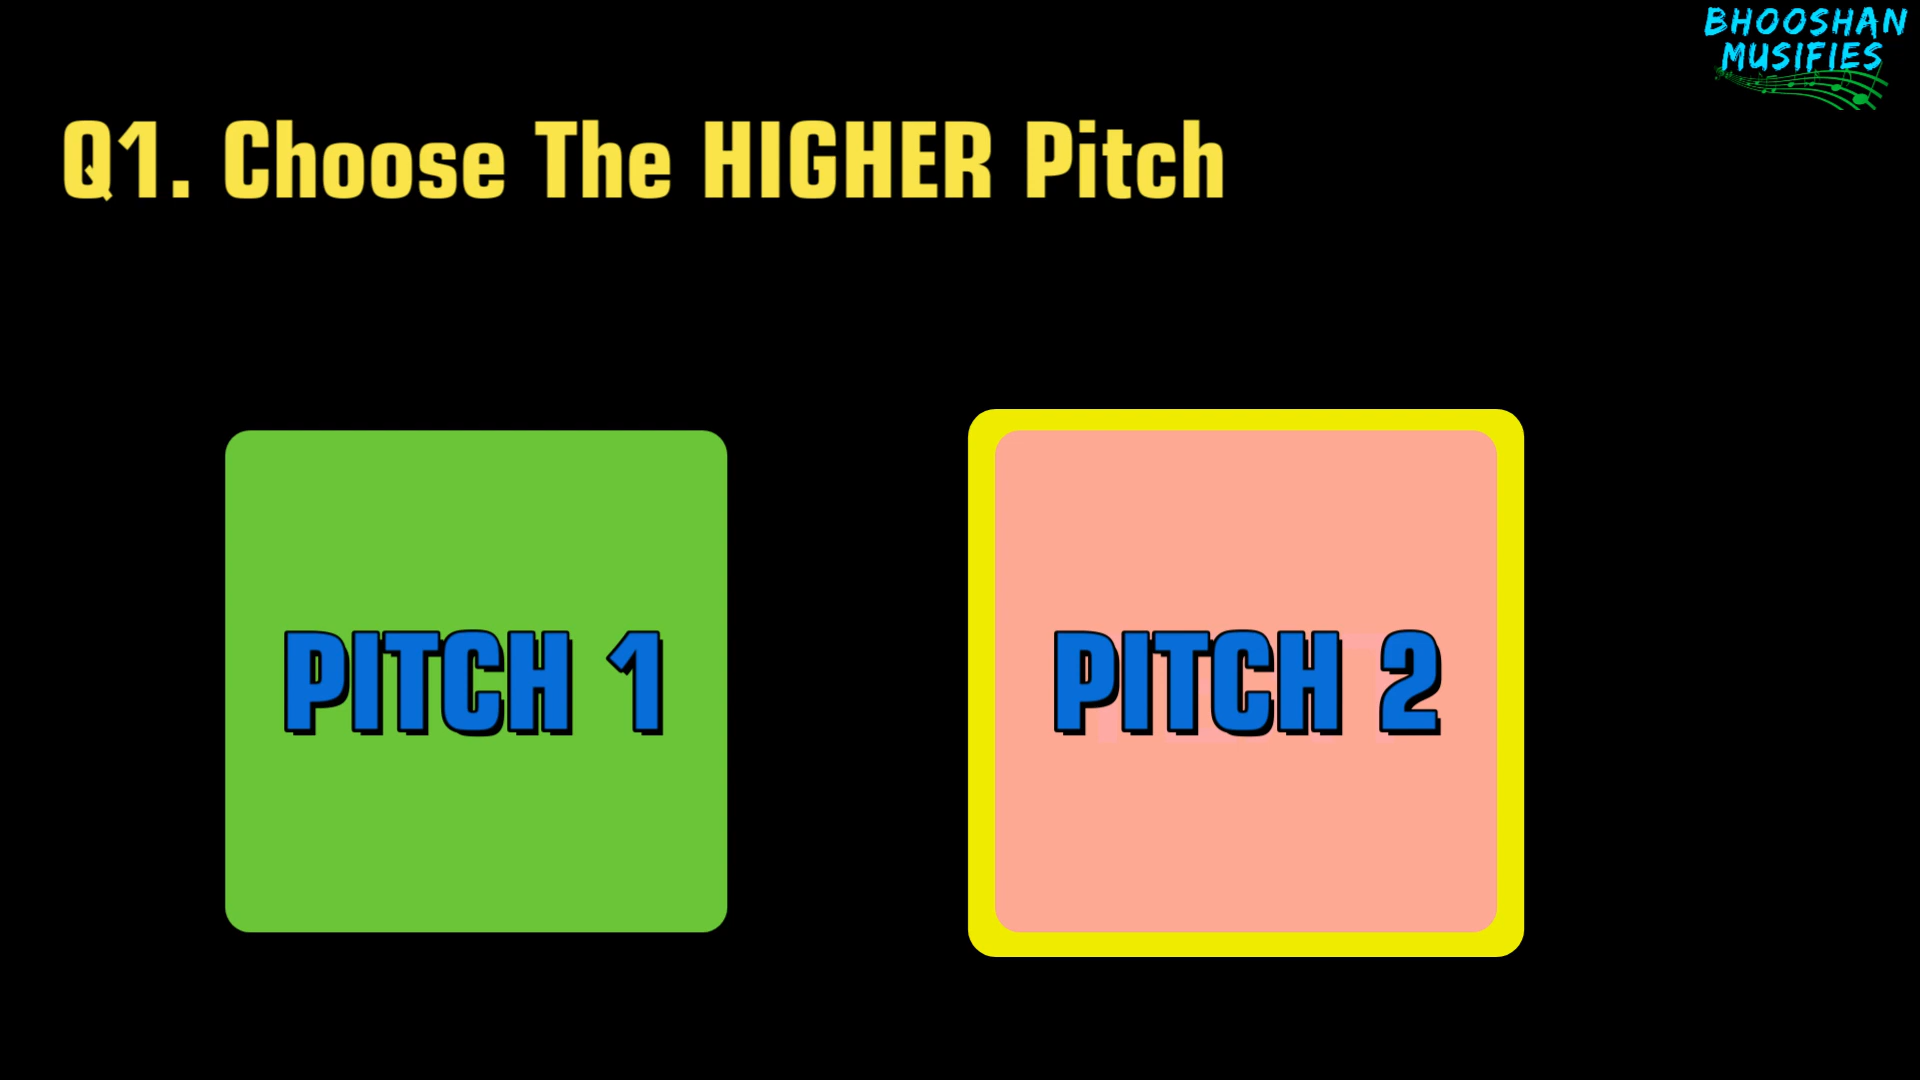 BHOOSHAN
MUSIFIES
Q1. Choose The HIGHER Pitch
PITCH 1
PITCH 2